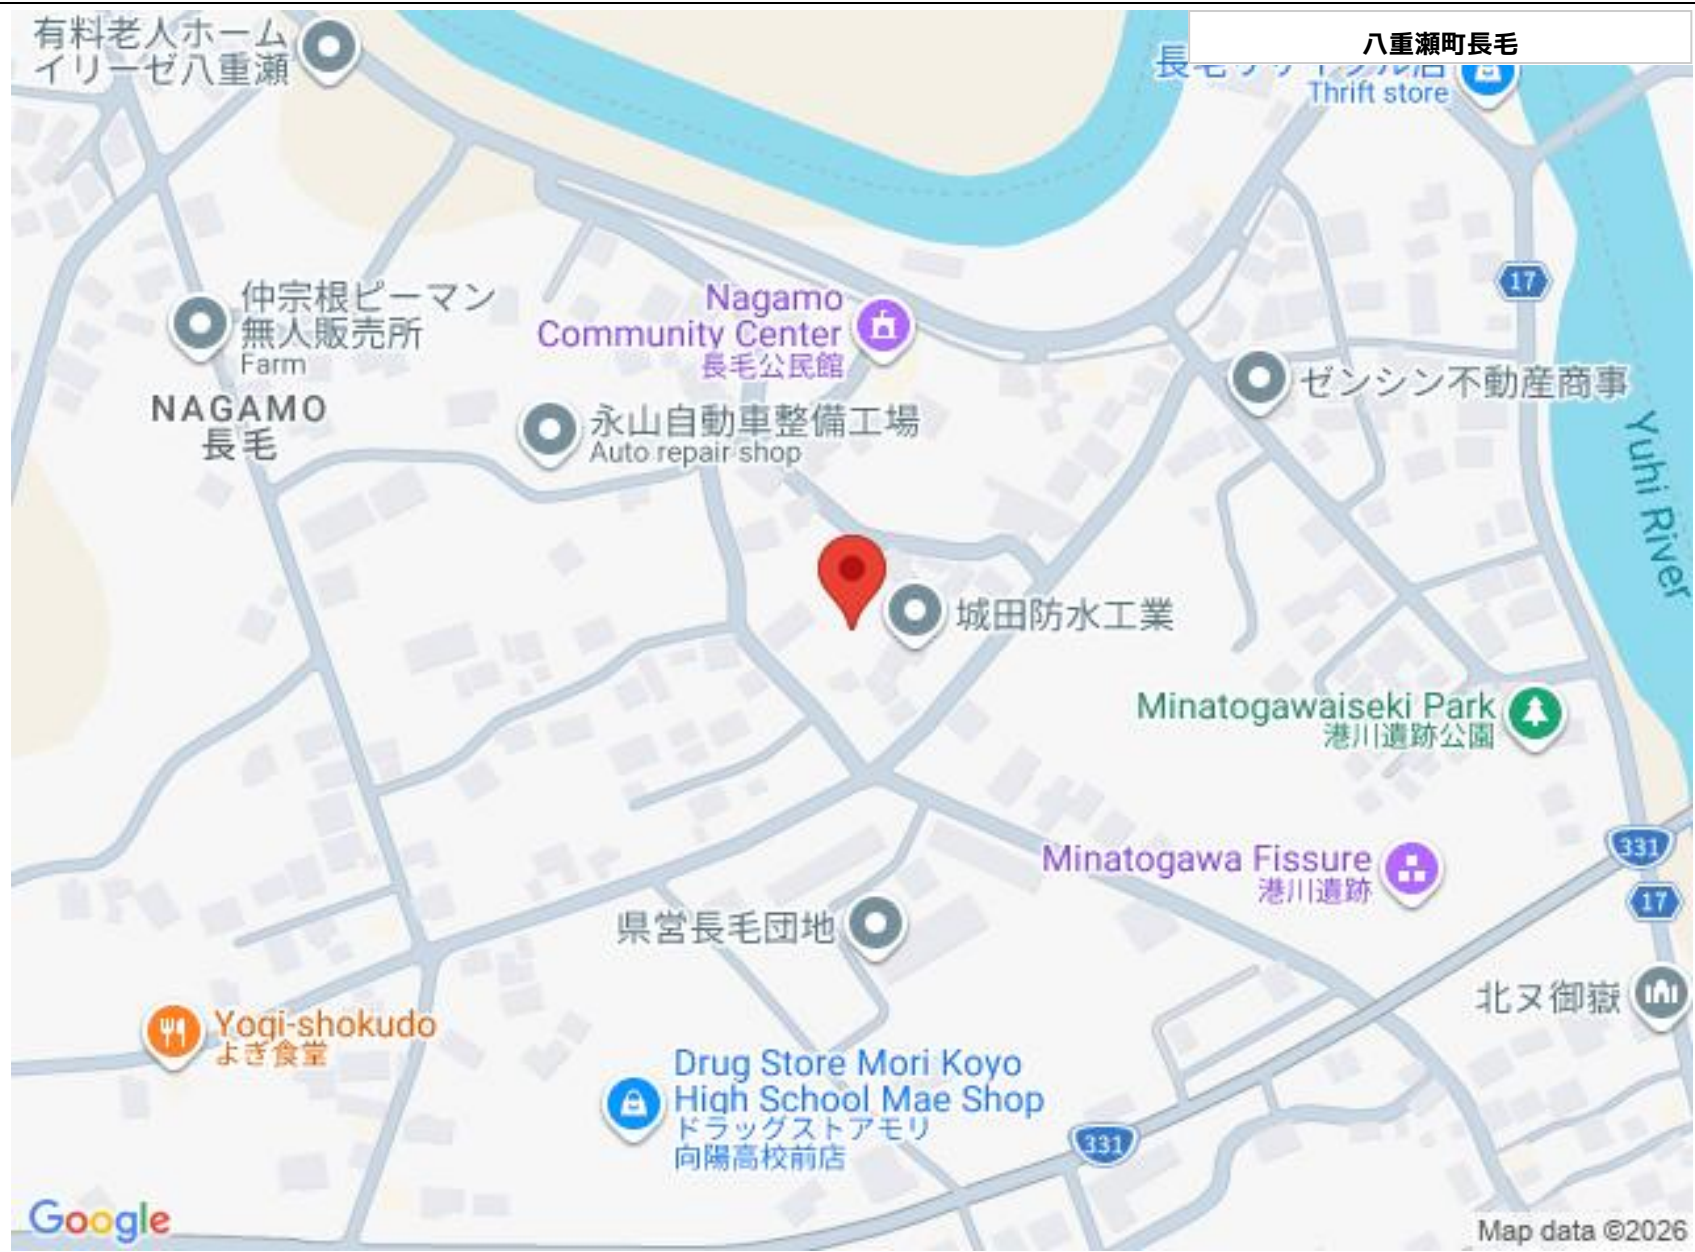 八重瀬町長毛
有料老人ホーム
イリーゼ八重瀬
Thrift store
17
仲宗根ピーマン
無人販売所
Farm
Nagamo
Community Center
長毛公民館
ゼンシン不動産商事
NAGAMO
長毛
永山自動車整備工場
Auto repair shop
Yuhi River
城田防水工業
Minatogawaiseki Park
港川遺跡公園
331
Minatogawa Fissure
港川遺跡
17
県営長毛団地
北ヌ御嶽
Yogi-shokudo
よぎ食堂
Drug Store Mori Koyo
High School Mae Shop
ドラッグストアモリ
向陽高校前店
331
Google
Map data ©2026